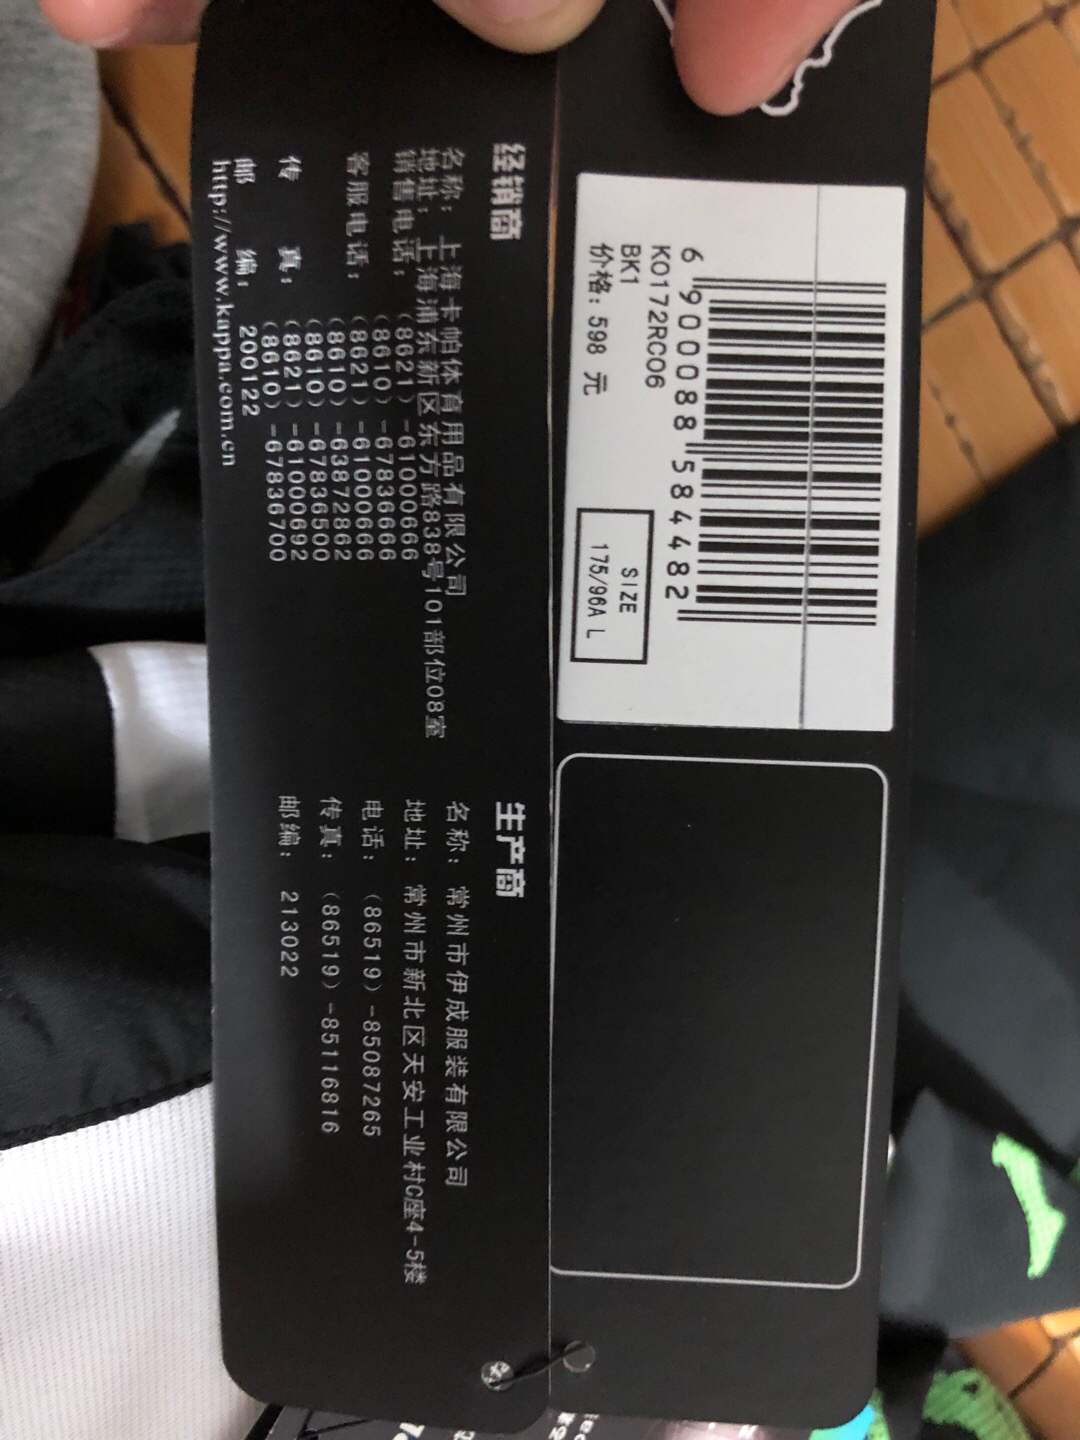 6 900088 584482
K0172RC06
BK1
价格: 598 元
SIZE
175/96A L
经销商
名称: 上海卡帕体育用品有限公司
地址: 上海浦东新区东方路838号101部位08室
销售电话: (8621)-61000666
(8610)-67836666
客服电话: (8621)-61000666
(8610)-63872862
(8610)-67836500
传 真: (8621)-61000692
(8610)-67836700
邮 编: 200122
http://www.kappa.com.cn
生产商
名称: 常州市伊成服装有限公司
地址: 常州市新北区天安工业村C座4-5楼
电话: (86519)-85087265
传真: (86519)-85116816
邮编: 213022